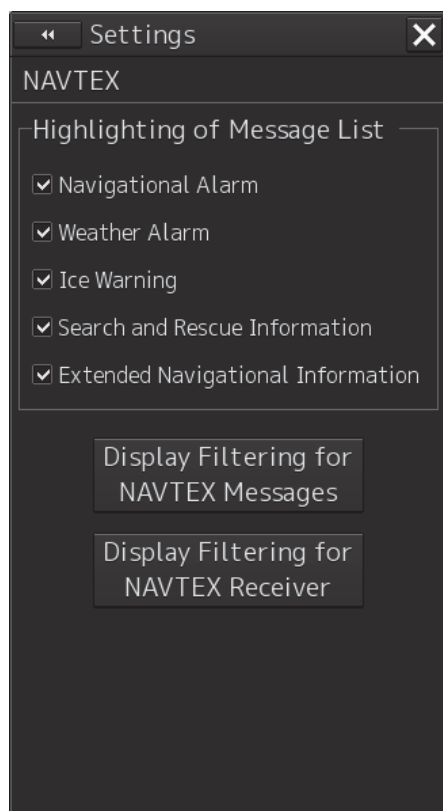 Settings
NAVTEX
Highlighting of Message List
Navigational Alarm
Weather Alarm
Ice Warning
Search and Rescue Information
Extended Navigational Information
Display Filtering for
NAVTEX Messages
Display Filtering for
NAVTEX Receiver